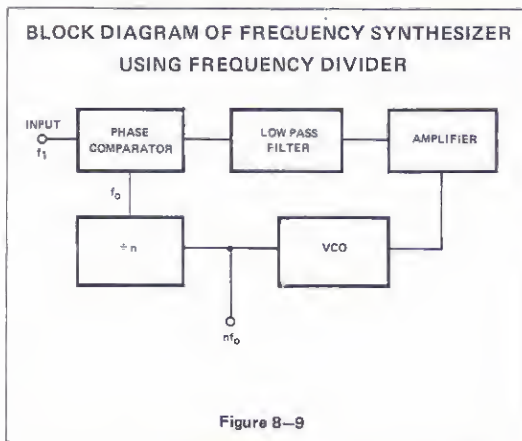 BLOCK DIAGRAM OF FREQUENCY SYNTHESIZER
USING FREQUENCY DIVIDER
INPUT
f1
PHASE
COMPARATOR
LOW PASS
FILTER
AMPLIFIER
fo
÷n
VCO
nfo
Figure 8–9